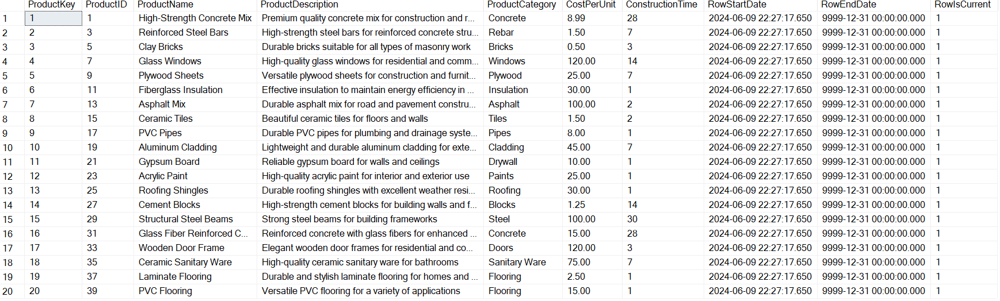 ProductKey ProductID ProductName ProductDescription ProductCategory CostPerUnit ConstructionTime RowStartDate RowEndDate RowIsCurrent
1 1 1 High-Strength Concrete Mix Premium quality concrete mix for construction and r... Concrete 8.99 28 2024-06-09 22:27:17.650 9999-12-31 00:00:00.000 1
2 2 3 Reinforced Steel Bars High-strength steel bars for reinforced concrete stru... Rebar 1.50 7 2024-06-09 22:27:17.650 9999-12-31 00:00:00.000 1
3 3 5 Clay Bricks Durable bricks suitable for all types of masonry work Bricks 0.50 3 2024-06-09 22:27:17.650 9999-12-31 00:00:00.000 1
4 4 7 Glass Windows High-quality glass windows for residential and comm... Windows 120.00 14 2024-06-09 22:27:17.650 9999-12-31 00:00:00.000 1
5 5 9 Plywood Sheets Versatile plywood sheets for construction and furnit... Plywood 25.00 7 2024-06-09 22:27:17.650 9999-12-31 00:00:00.000 1
6 6 11 Fiberglass Insulation Effective insulation to maintain energy efficiency in ... Insulation 30.00 1 2024-06-09 22:27:17.650 9999-12-31 00:00:00.000 1
7 7 13 Asphalt Mix Durable asphalt mix for road and pavement constru... Asphalt 100.00 2 2024-06-09 22:27:17.650 9999-12-31 00:00:00.000 1
8 8 15 Ceramic Tiles Beautiful ceramic tiles for floors and walls Tiles 1.50 2 2024-06-09 22:27:17.650 9999-12-31 00:00:00.000 1
9 9 17 PVC Pipes Durable PVC pipes for plumbing and drainage syste... Pipes 8.00 1 2024-06-09 22:27:17.650 9999-12-31 00:00:00.000 1
10 10 19 Aluminum Cladding Lightweight and durable aluminum cladding for exte... Cladding 45.00 7 2024-06-09 22:27:17.650 9999-12-31 00:00:00.000 1
11 11 21 Gypsum Board Reliable gypsum board for walls and ceilings Drywall 10.00 1 2024-06-09 22:27:17.650 9999-12-31 00:00:00.000 1
12 12 23 Acrylic Paint High-quality acrylic paint for interior and exterior use Paints 25.00 1 2024-06-09 22:27:17.650 9999-12-31 00:00:00.000 1
13 13 25 Roofing Shingles Durable roofing shingles with excellent weather resi... Roofing 30.00 1 2024-06-09 22:27:17.650 9999-12-31 00:00:00.000 1
14 14 27 Cement Blocks High-strength cement blocks for building walls and f... Blocks 1.25 14 2024-06-09 22:27:17.650 9999-12-31 00:00:00.000 1
15 15 29 Structural Steel Beams Strong steel beams for building frameworks Steel 100.00 30 2024-06-09 22:27:17.650 9999-12-31 00:00:00.000 1
16 16 31 Glass Fiber Reinforced C... Reinforced concrete with glass fibers for enhanced ... Concrete 15.00 28 2024-06-09 22:27:17.650 9999-12-31 00:00:00.000 1
17 17 33 Wooden Door Frame Elegant wooden door frames for residential and co... Doors 120.00 3 2024-06-09 22:27:17.650 9999-12-31 00:00:00.000 1
18 18 35 Ceramic Sanitary Ware High-quality ceramic sanitary ware for bathrooms Sanitary Ware 75.00 7 2024-06-09 22:27:17.650 9999-12-31 00:00:00.000 1
19 19 37 Laminate Flooring Durable and stylish laminate flooring for homes and ... Flooring 2.50 1 2024-06-09 22:27:17.650 9999-12-31 00:00:00.000 1
20 20 39 PVC Flooring Versatile PVC flooring for a variety of applications Flooring 15.00 1 2024-06-09 22:27:17.650 9999-12-31 00:00:00.000 1